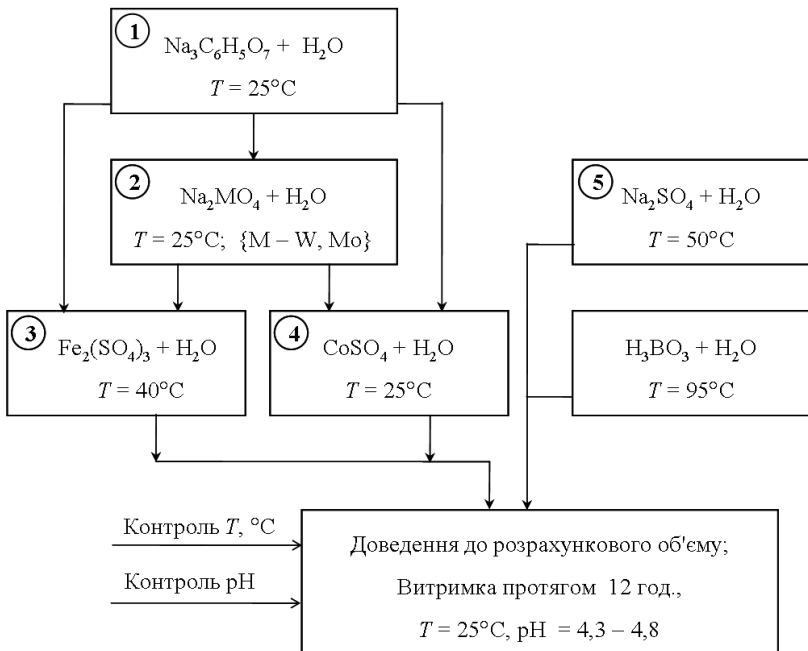 1
Na₃C₆H₅O₇ + H₂O
T = 25°C
2
Na₂MO₄ + H₂O
T = 25°C; {M – W, Mo}
5
Na₂SO₄ + H₂O
T = 50°C
3
Fe₂(SO₄)₃ + H₂O
T = 40°C
4
CoSO₄ + H₂O
T = 25°C
H₃BO₃ + H₂O
T = 95°C
Контроль T, °C
Контроль pH
Доведення до розрахункового об'єму;
Витримка протягом 12 год.,
T = 25°C, pH = 4,3 – 4,8